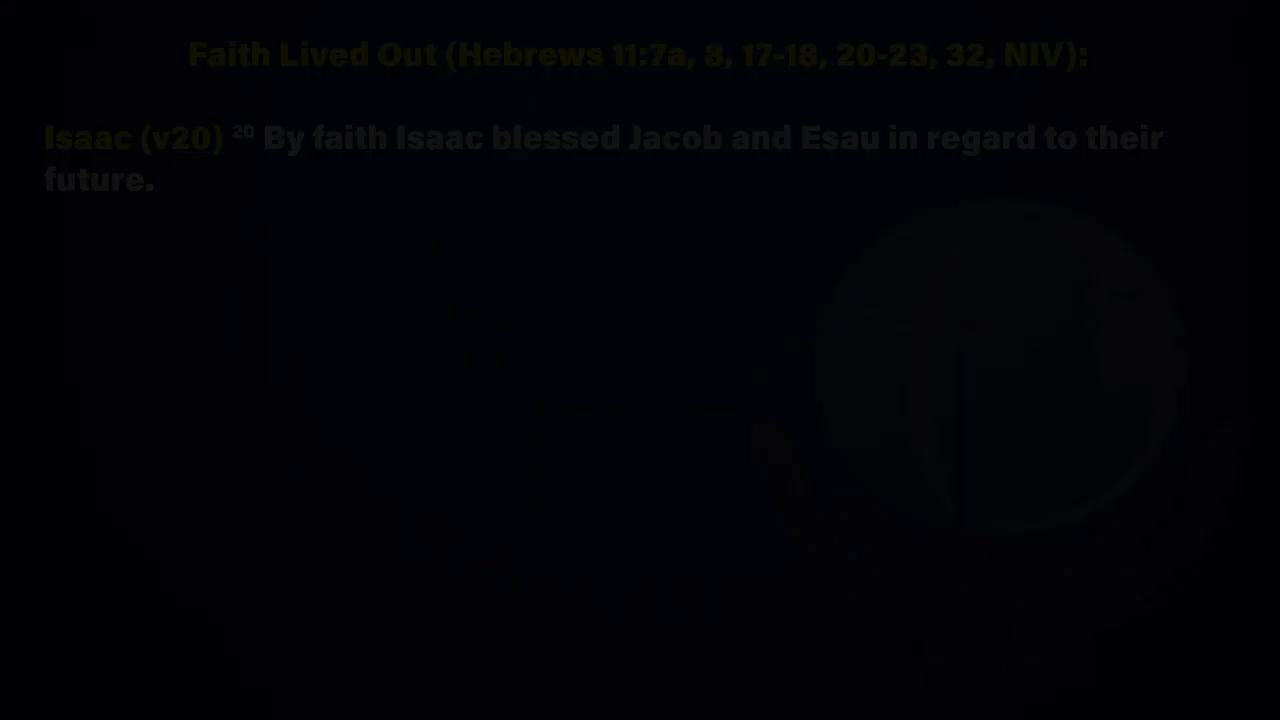 Faith Lived Out (Hebrews 11:7a, 8, 17-18, 20-23, 32, NIV):
Isaac (v20) ²⁰ By faith Isaac blessed Jacob and Esau in regard to their
future.